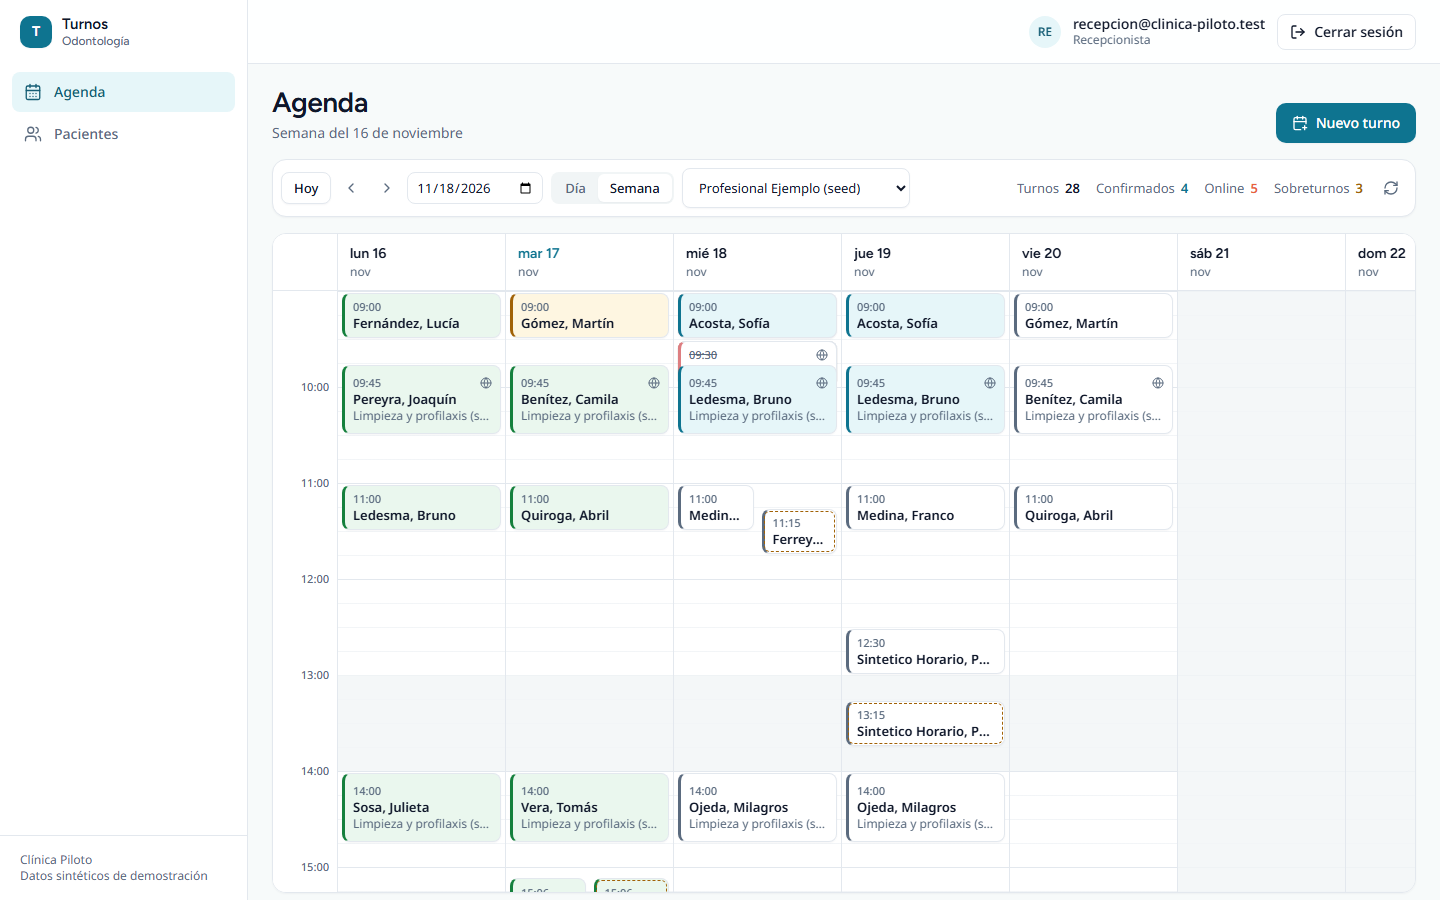 T
Turnos
Odontología
Agenda
Pacientes
Clínica Piloto
Datos sintéticos de demostración
RE
recepcion@clinica-piloto.test
Recepcionista
Cerrar sesión
Agenda
Semana del 16 de noviembre
Nuevo turno
Hoy
11/18/2026
Día
Semana
Profesional Ejemplo (seed)
Turnos 28
Confirmados 4
Online 5
Sobreturnos 3
lun 16
nov
mar 17
nov
mié 18
nov
jue 19
nov
vie 20
nov
sáb 21
nov
dom 22
nov
10:00
11:00
12:00
13:00
14:00
15:00
09:00
Fernández, Lucía
09:45
Pereyra, Joaquín
Limpieza y profilaxis (s...
11:00
Ledesma, Bruno
14:00
Sosa, Julieta
Limpieza y profilaxis (s...
09:00
Gómez, Martín
09:45
Benítez, Camila
Limpieza y profilaxis (s...
11:00
Quiroga, Abril
14:00
Vera, Tomás
Limpieza y profilaxis (s...
09:00
Acosta, Sofía
09:30
09:45
Ledesma, Bruno
Limpieza y profilaxis (s...
11:00
Medin...
11:15
Ferrey...
14:00
Ojeda, Milagros
Limpieza y profilaxis (s...
09:00
Acosta, Sofía
09:45
Ledesma, Bruno
Limpieza y profilaxis (s...
11:00
Medina, Franco
12:30
Sintetico Horario, P...
13:15
Sintetico Horario, P...
14:00
Ojeda, Milagros
Limpieza y profilaxis (s...
09:00
Gómez, Martín
09:45
Benítez, Camila
Limpieza y profilaxis (s...
11:00
Quiroga, Abril